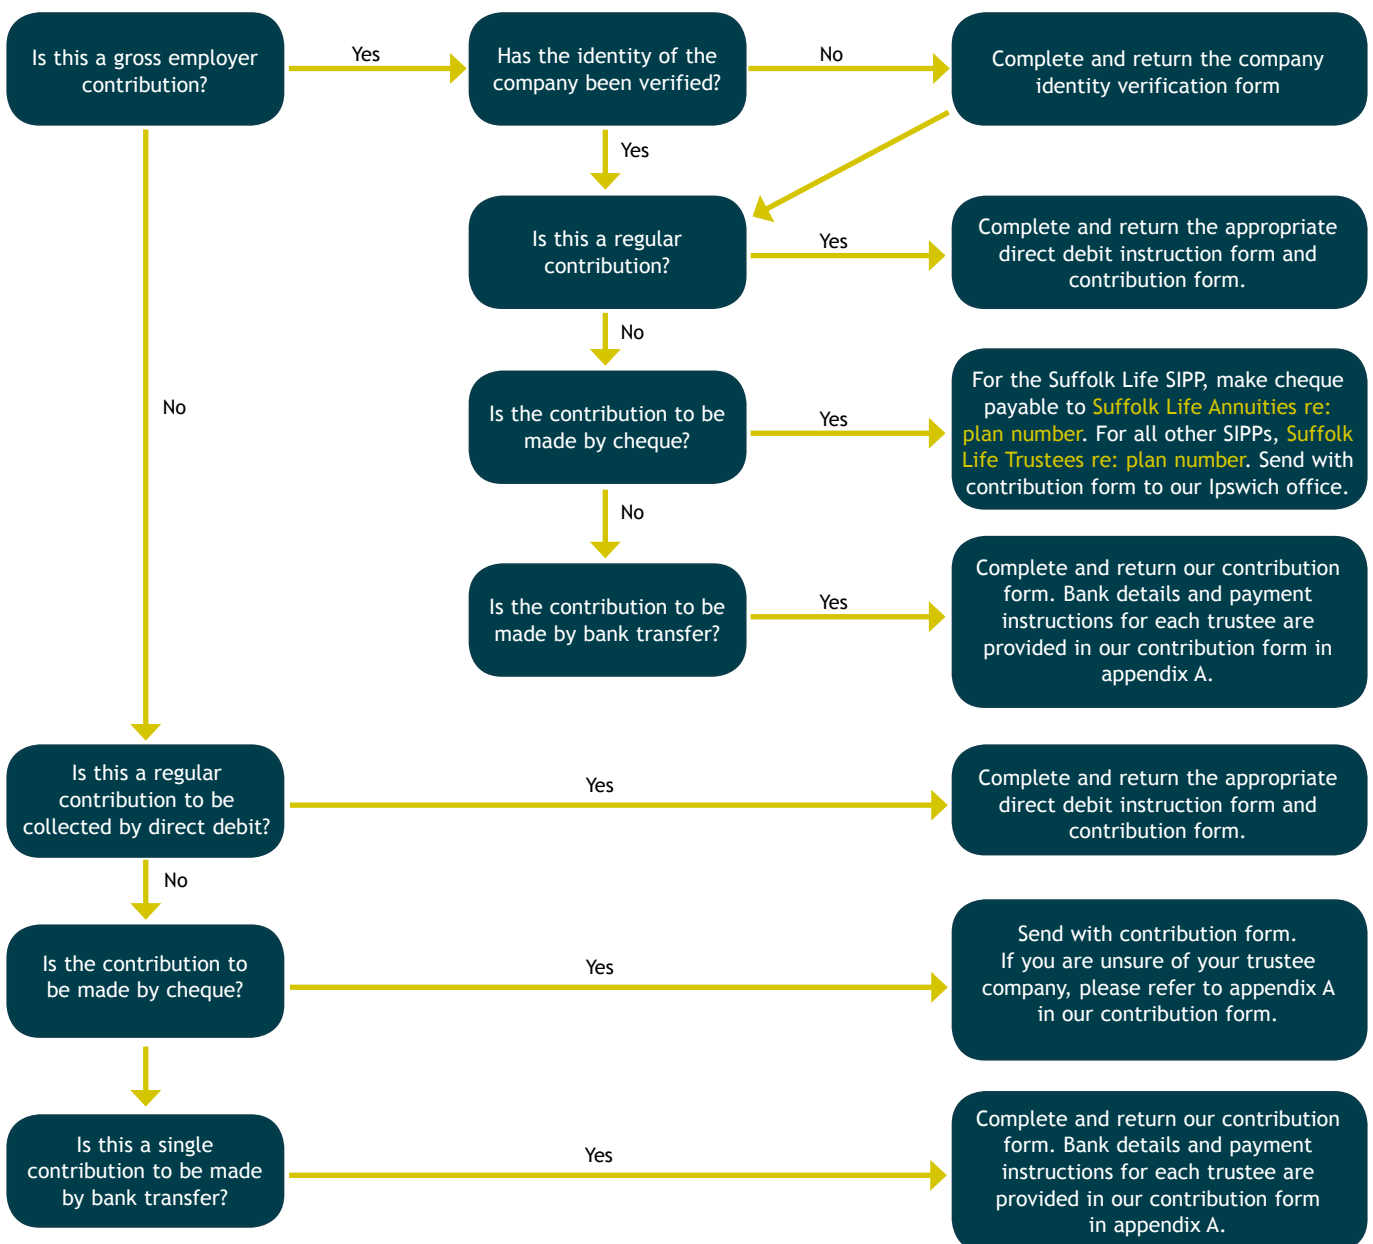 Is this a gross employer
contribution?
Yes
Has the identity of the
company been verified?
No
Complete and return the company
identity verification form
Yes
Is this a regular
contribution?
Yes
Complete and return the appropriate
direct debit instruction form and
contribution form.
No
Is the contribution to be
made by cheque?
Yes
For the Suffolk Life SIPP, make cheque
payable to Suffolk Life Annuities re:
plan number. For all other SIPPs, Suffolk
Life Trustees re: plan number. Send with
contribution form to our Ipswich office.
No
Is the contribution to be
made by bank transfer?
Yes
Complete and return our contribution
form. Bank details and payment
instructions for each trustee are
provided in our contribution form in
appendix A.
No
Is this a regular
contribution to be
collected by direct debit?
Yes
Complete and return the appropriate
direct debit instruction form and
contribution form.
No
Is the contribution to
be made by cheque?
Yes
Send with contribution form.
If you are unsure of your trustee
company, please refer to appendix A
in our contribution form.
Is this a single
contribution to be made
by bank transfer?
Yes
Complete and return our contribution
form. Bank details and payment
instructions for each trustee are
provided in our contribution form
in appendix A.